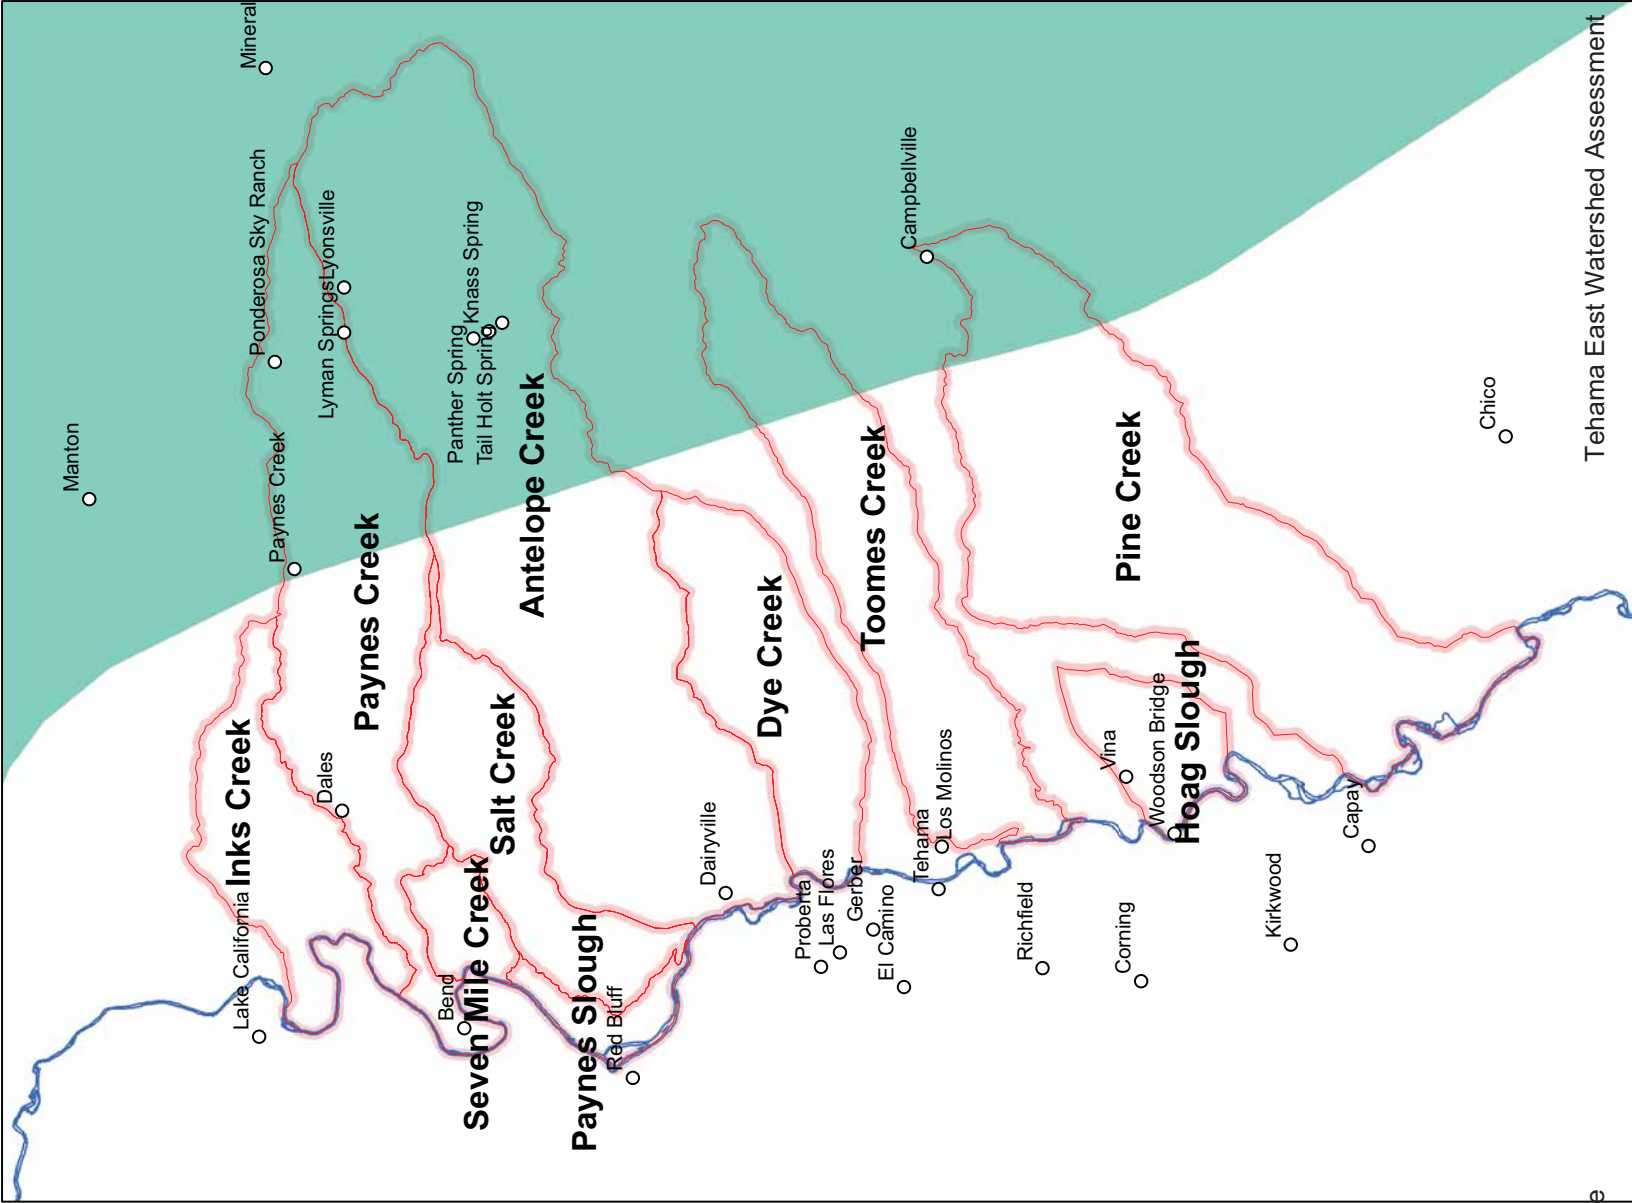 Manton
Mineral
Ponderosa Sky Ranch
Paynes Creek
Lyonsville
Lyman Springs
Knass Spring
Panther Spring
Tail Holt Spring
Antelope Creek
Paynes Creek
Inks Creek
Dales
Salt Creek
Lake California
Bend
Seven Mile Creek
Paynes Slough
Red Bluff
Dairyville
Dye Creek
Proberta
Las Flores
Gerber
El Camino
Tehama
Los Molinos
Toomes Creek
Campbellville
Pine Creek
Vina
Woodson Bridge
Hoag Slough
Richfield
Corning
Kirkwood
Capay
Chico
Tehama East Watershed Assessment
e